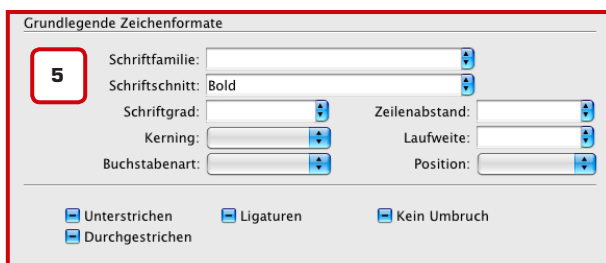 Grundlegende Zeichenformate
5
Schriftfamilie:
Schriftschnitt: Bold
Schriftgrad: Zeilenabstand:
Kerning: Laufweite:
Buchstabenart: Position:
Unterstrichen Ligaturen Kein Umbruch
Durchgestrichen